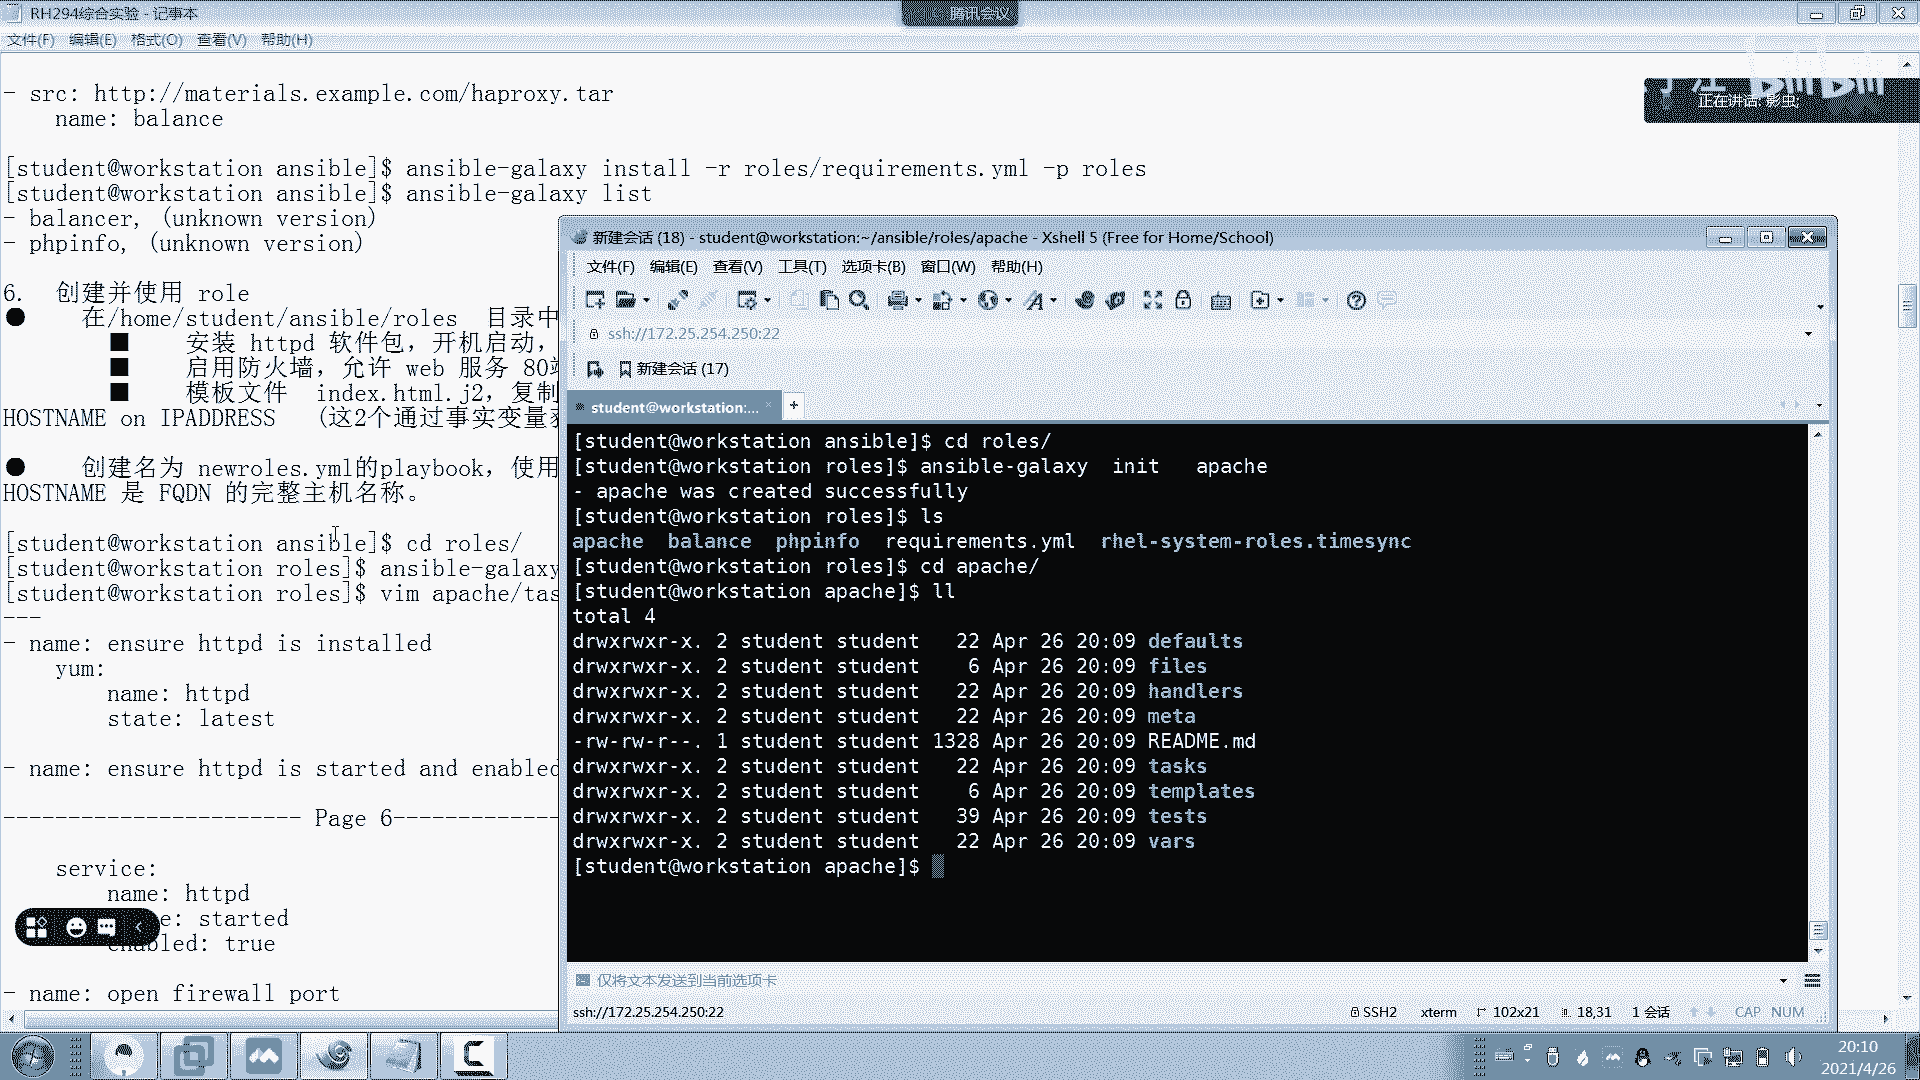 RH294综合实验 - 记事本
腾讯会议
文件(F) 编辑(E) 格式(O) 查看(V) 帮助(H)
正在讲话: 影虫;
- src: http://materials.example.com/haproxy.tar
name: balance
[student@workstation ansible]$ ansible-galaxy install -r roles/requirements.yml -p roles
[student@workstation ansible]$ ansible-galaxy list
- balancer, (unknown version)
- phpinfo, (unknown version)
6. 创建并使用 role
● 在/home/student/ansible/roles 目录中
■ 安装 httpd 软件包，开机启动，
■ 启用防火墙，允许 web 服务 80
■ 模板文件 index.html.j2，复制
HOSTNAME on IPADDRESS （这2个通过事实变量
● 创建名为 newroles.yml的playbook，使用
HOSTNAME 是 FQDN 的完整主机名称。
[student@workstation ansible]$ cd roles/
[student@workstation roles]$ ansible-galaxy
[student@workstation roles]$ vim apache/tas
---
- name: ensure httpd is installed
yum:
name: httpd
state: latest
- name: ensure httpd is started and enabled
----------------------- Page 6-------------
service:
name: httpd
e: started
enabled: true
- name: open firewall port
新建会话 (18) - student@workstation:~/ansible/roles/apache - Xshell 5 (Free for Home/School)
文件(F) 编辑(E) 查看(V) 工具(T) 选项卡(B) 窗口(W) 帮助(H)
ssh://172.25.254.250:22
新建会话 (17)
student@workstation:... × +
[student@workstation ansible]$ cd roles/
[student@workstation roles]$ ansible-galaxy init apache
- apache was created successfully
[student@workstation roles]$ ls
apache balance phpinfo requirements.yml rhel-system-roles.timesync
[student@workstation roles]$ cd apache/
[student@workstation apache]$ ll
total 4
drwxrwxr-x. 2 student student 22 Apr 26 20:09 defaults
drwxrwxr-x. 2 student student 6 Apr 26 20:09 files
drwxrwxr-x. 2 student student 22 Apr 26 20:09 handlers
drwxrwxr-x. 2 student student 22 Apr 26 20:09 meta
-rw-rw-r--. 1 student student 1328 Apr 26 20:09 README.md
drwxrwxr-x. 2 student student 22 Apr 26 20:09 tasks
drwxrwxr-x. 2 student student 6 Apr 26 20:09 templates
drwxrwxr-x. 2 student student 39 Apr 26 20:09 tests
drwxrwxr-x. 2 student student 22 Apr 26 20:09 vars
[student@workstation apache]$
仅将文本发送到当前选项卡
ssh://172.25.254.250:22 SSH2 xterm 102x21 18,31 1 会话 CAP NUM
20:10
2021/4/26